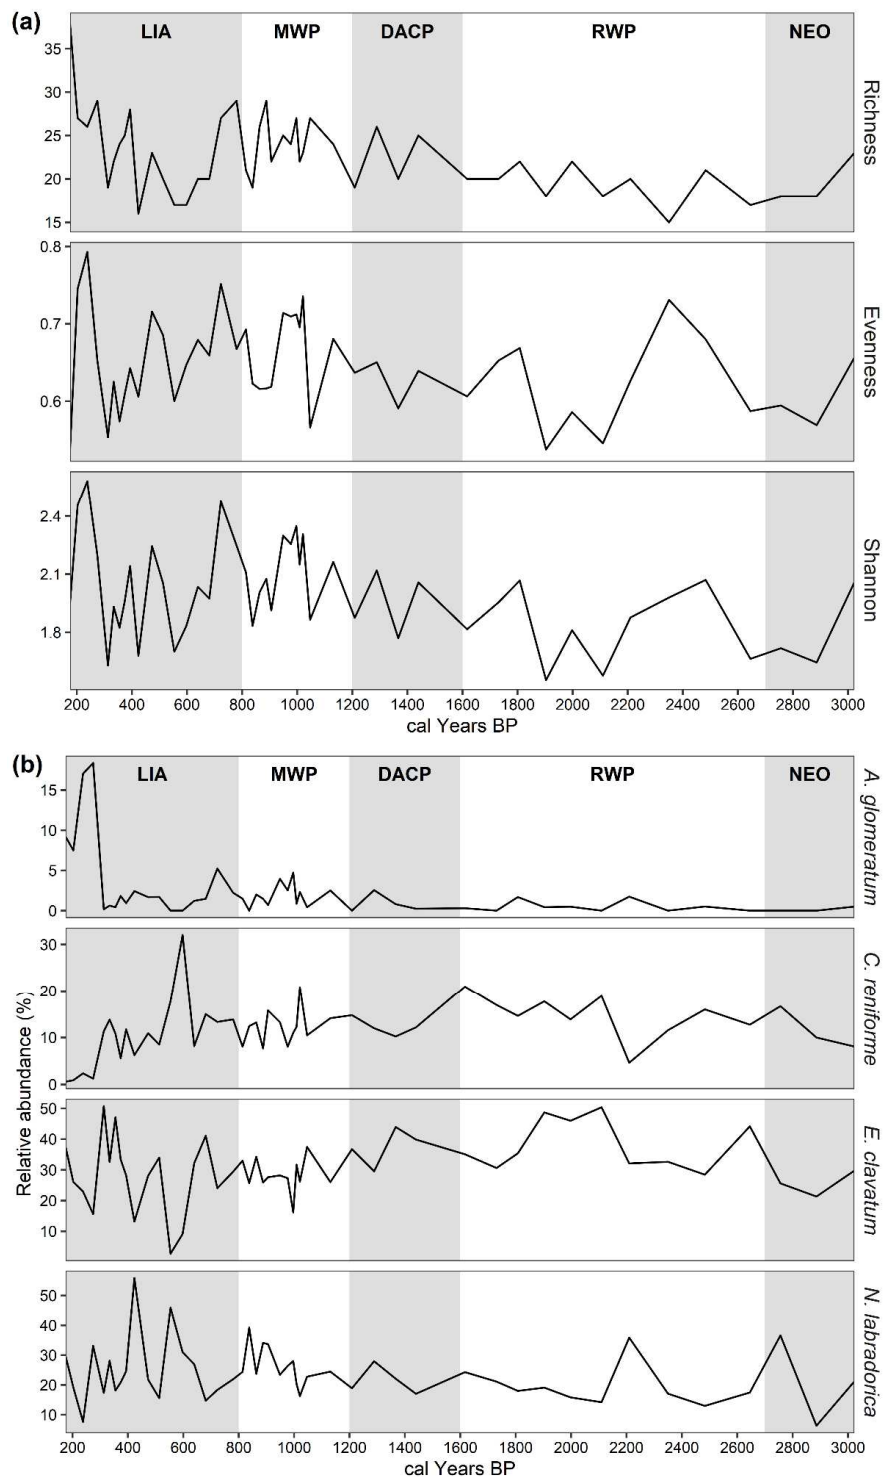 (a)
LIA MWP DACP RWP NEO
35
30
25
20
15
Richness
0.8
0.7
0.6
Evenness
2.4
2.1
1.8
Shannon
200 400 600 800 1000 1200 1400 1600 1800 2000 2200 2400 2600 2800 3000
cal Years BP
(b)
LIA MWP DACP RWP NEO
Relative abundance (%)
15
10
5
0
A. glomeratum
30
20
10
0
C. reniforme
50
40
30
20
10
E. clavatum
50
40
30
20
10
N. labradorica
200 400 600 800 1000 1200 1400 1600 1800 2000 2200 2400 2600 2800 3000
cal Years BP